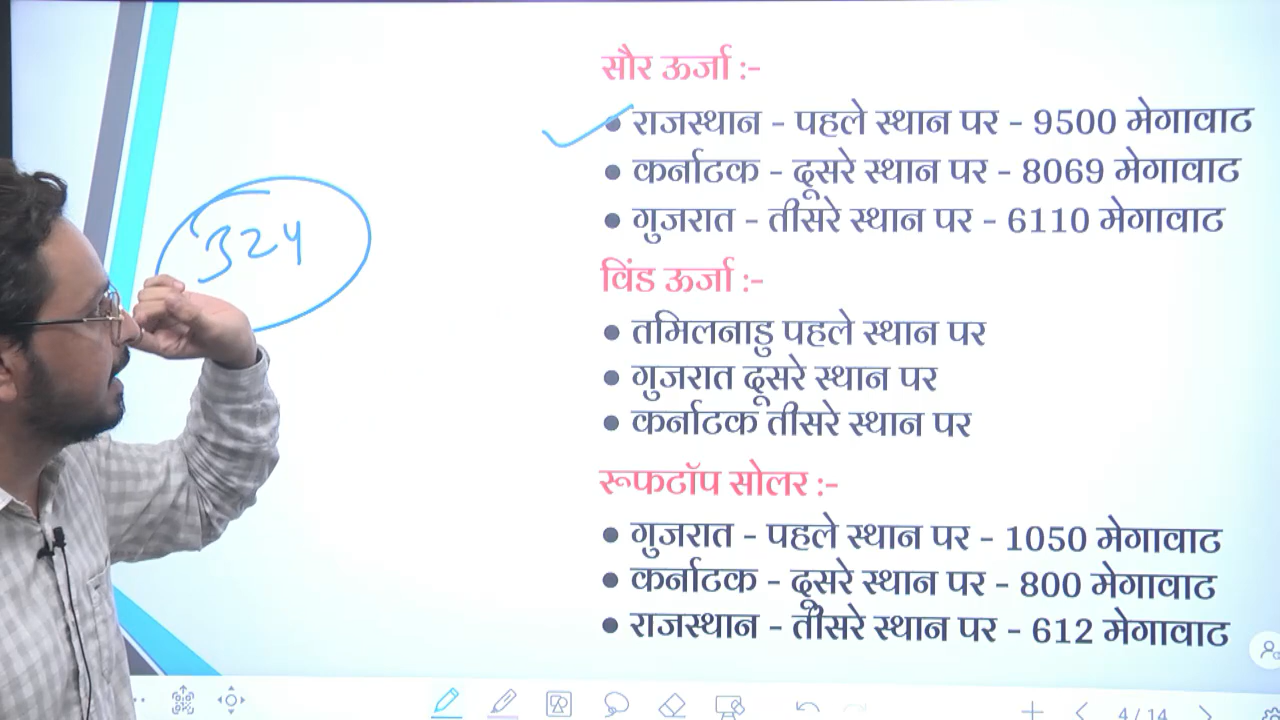 सौर ऊर्जा :-
• राजस्थान - पहले स्थान पर - 9500 मेगावाट
• कर्नाटक - दूसरे स्थान पर - 8069 मेगावाट
• गुजरात - तीसरे स्थान पर - 6110 मेगावाट
324
विंड ऊर्जा :-
• तमिलनाडु पहले स्थान पर
• गुजरात दूसरे स्थान पर
• कर्नाटक तीसरे स्थान पर
रूफटॉप सोलर :-
• गुजरात - पहले स्थान पर - 1050 मेगावाट
• कर्नाटक - दूसरे स्थान पर - 800 मेगावाट
• राजस्थान - तीसरे स्थान पर - 612 मेगावाट
4/14